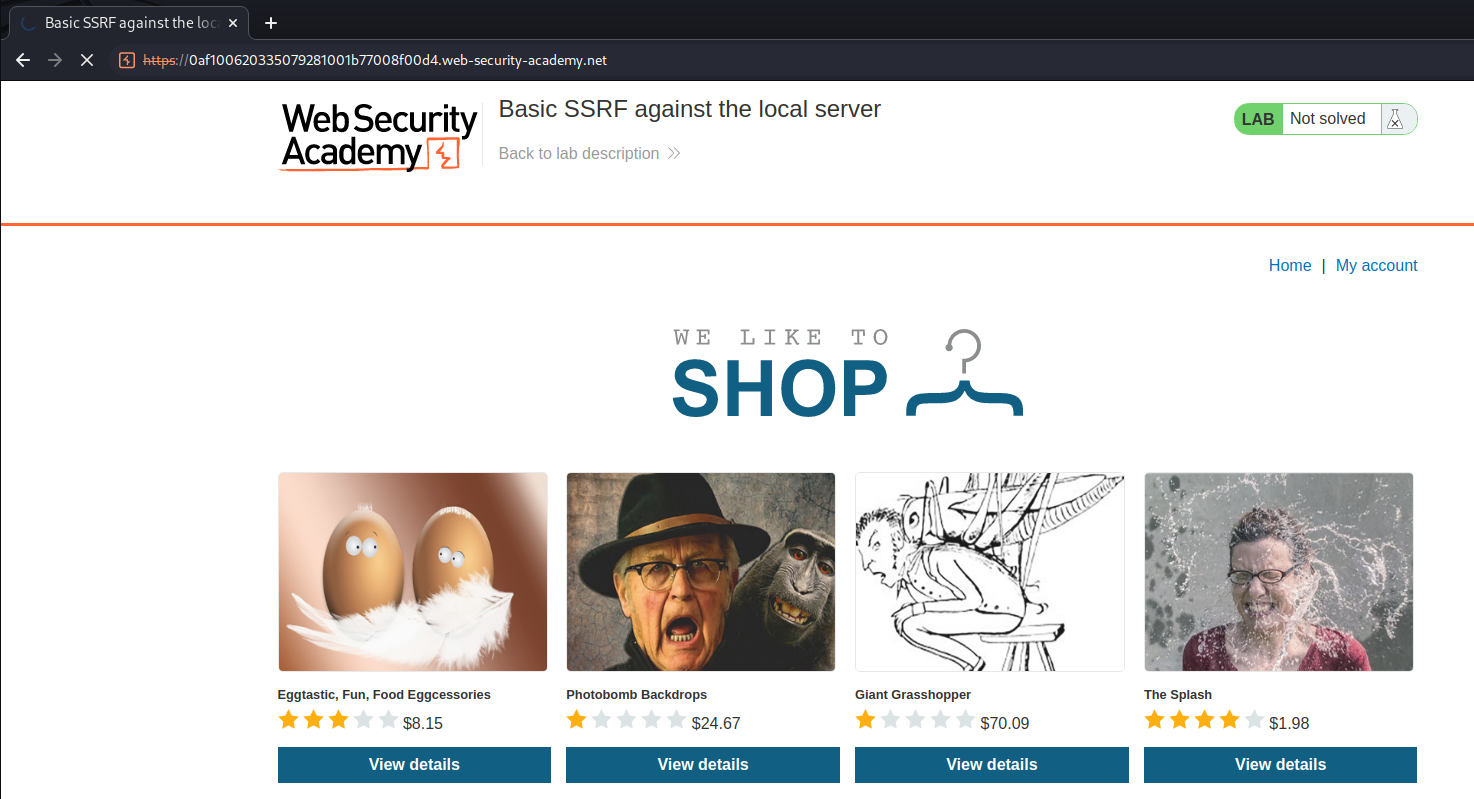 Basic SSRF against the loc
https://0af100620335079281001b77008f00d4.web-security-academy.net
Web Security
Academy
Basic SSRF against the local server
Back to lab description
LAB Not solved
Home | My account
WE LIKE TO
SHOP
Eggtastic, Fun, Food Eggcessories
$8.15
View details
Photobomb Backdrops
$24.67
View details
Giant Grasshopper
$70.09
View details
The Splash
$1.98
View details